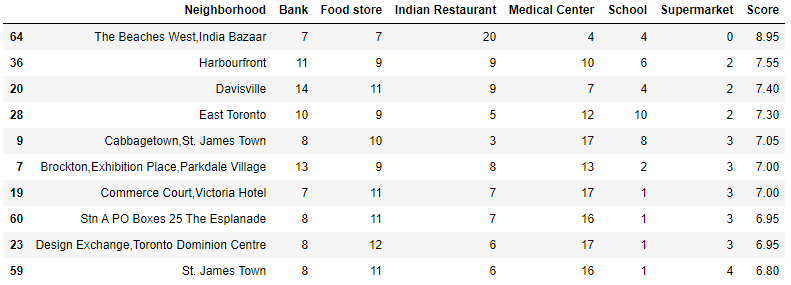 Neighborhood Bank Food store Indian Restaurant Medical Center School Supermarket Score
64 The Beaches West,India Bazaar 7 7 20 4 4 0 8.95
36 Harbourfront 11 9 9 10 6 2 7.55
20 Davisville 14 11 9 7 4 2 7.40
28 East Toronto 10 9 5 12 10 2 7.30
9 Cabbagetown,St. James Town 8 10 3 17 8 3 7.05
7 Brockton,Exhibition Place,Parkdale Village 13 9 8 13 2 3 7.00
19 Commerce Court,Victoria Hotel 7 11 7 17 1 3 7.00
60 Stn A PO Boxes 25 The Esplanade 8 11 7 16 1 3 6.95
23 Design Exchange,Toronto Dominion Centre 8 12 6 17 1 3 6.95
59 St. James Town 8 11 6 16 1 4 6.80